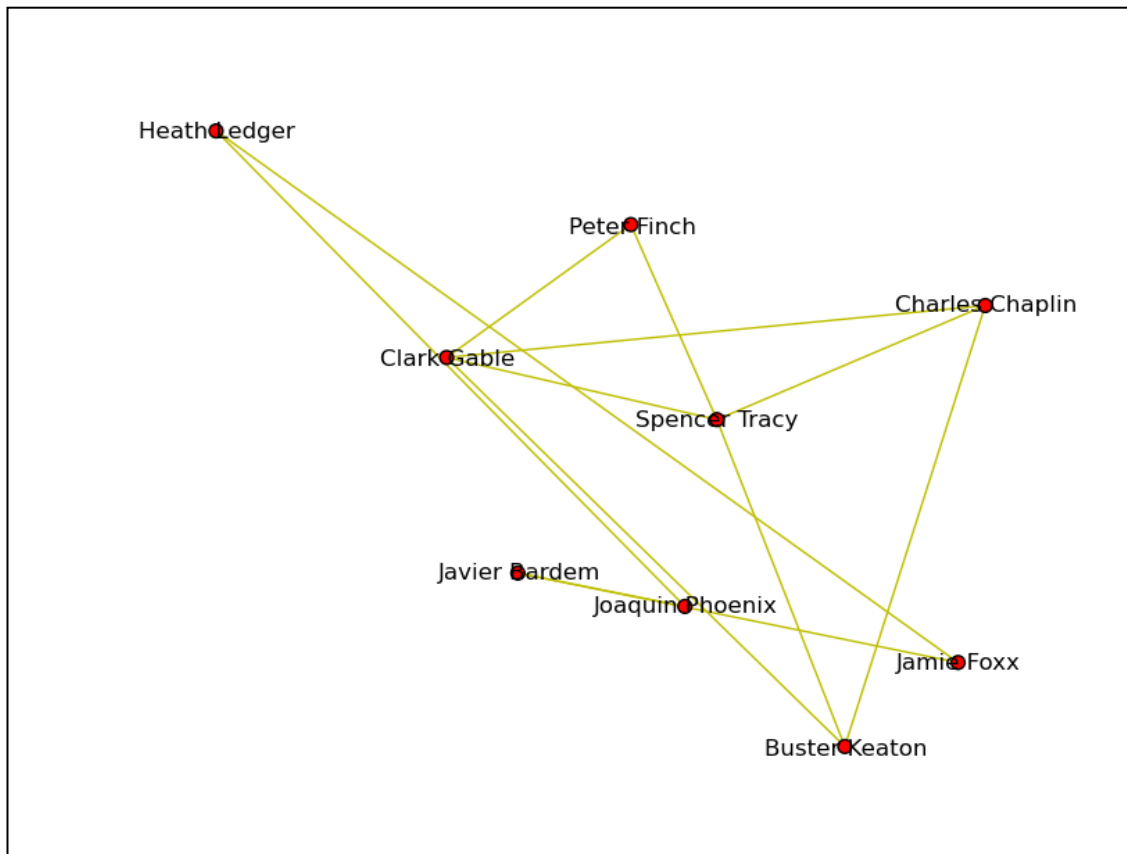 Heath Ledger
Peter Finch
Charles Chaplin
Clark Gable
Spencer Tracy
Javier Bardem
Joaquin Phoenix
Jamie Foxx
Buster Keaton